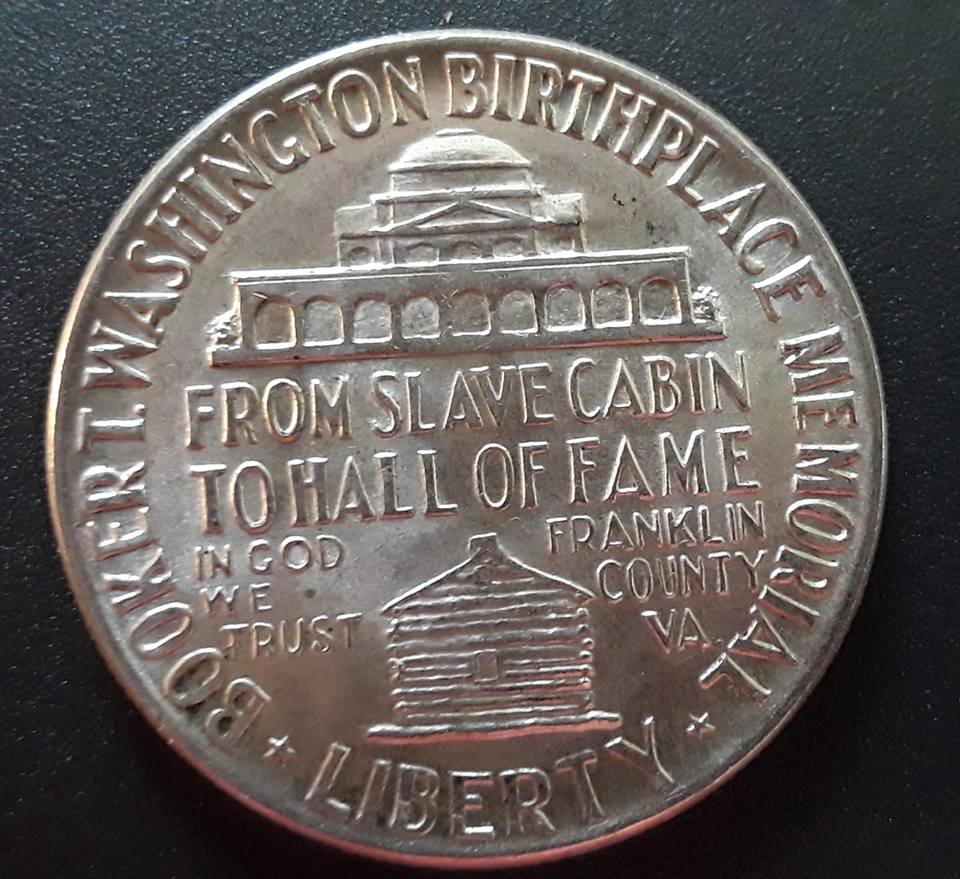 BOOKER T. WASHINGTON BIRTHPLACE MEMORIAL
FROM SLAVE CABIN
TO HALL OF FAME
IN GOD
WE
TRUST
FRANKLIN
COUNTY
VA.
LIBERTY